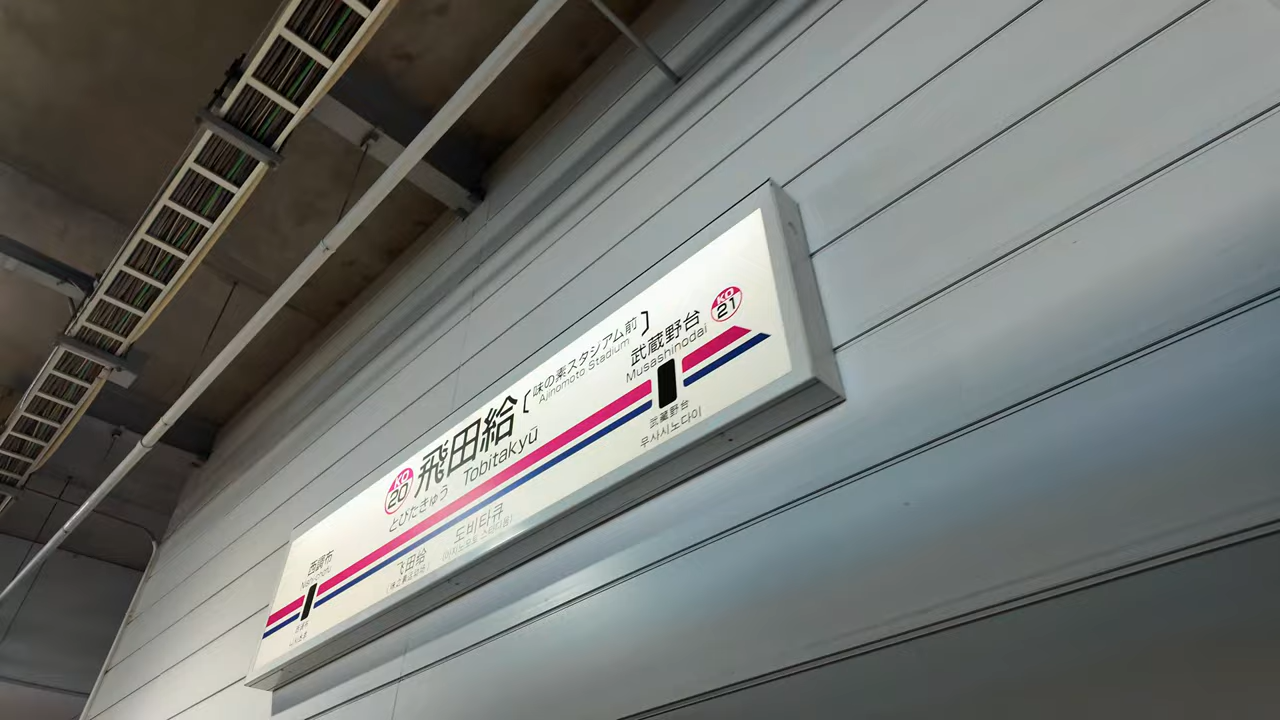 [味の素スタジアム前]
Ajinomoto Stadium
KO
20
飛田給
とびたきゅう Tobitakyū
武蔵野台
Musashinodai
KO
21
西調布
飞田给
도비타큐
武藏野台
무사시노다이